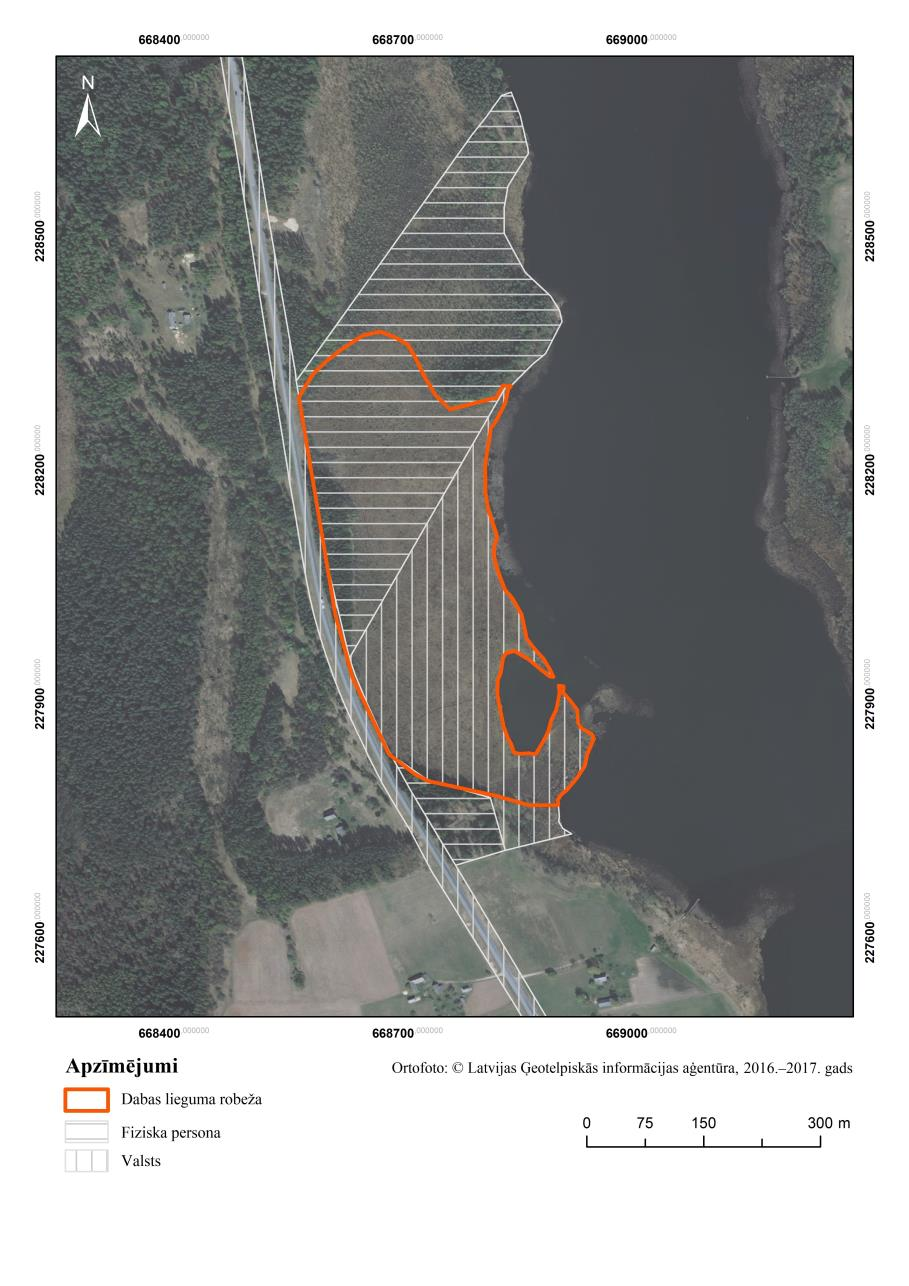 668400.000000 668700.000000 669000.000000
N
228500.000000 228500.000000
228200.000000 228200.000000
227900.000000 227900.000000
227600.000000 227600.000000
668400.000000 668700.000000 669000.000000
Apzīmējumi
Ortofoto: © Latvijas Ģeotelpiskās informācijas aģentūra, 2016.–2017. gads
Dabas lieguma robeža
Fiziska persona
Valsts
0 75 150 300 m